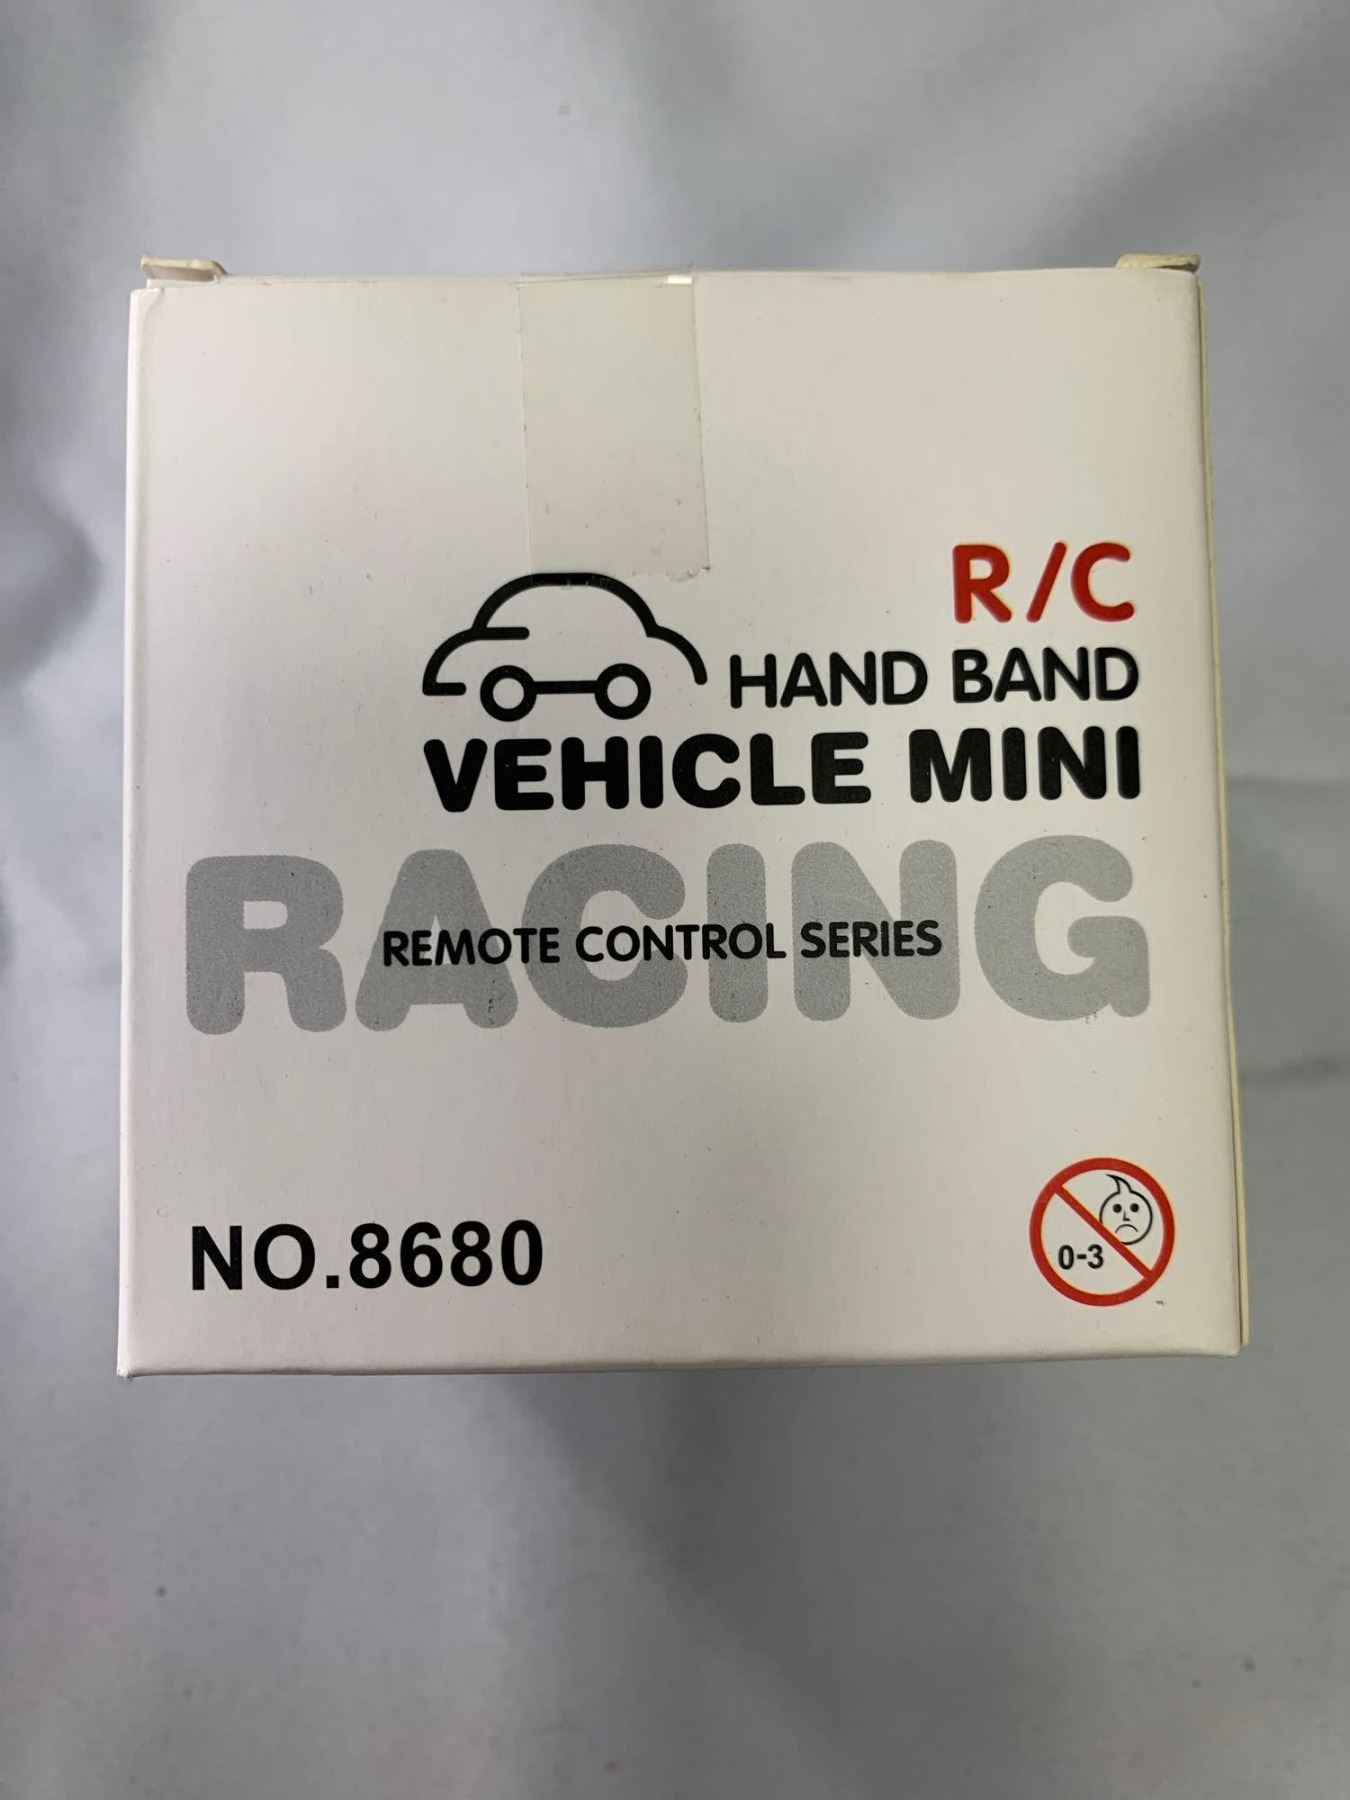 R/C
HAND BAND
VEHICLE MINI
RACING
REMOTE CONTROL SERIES
NO.8680
0-3